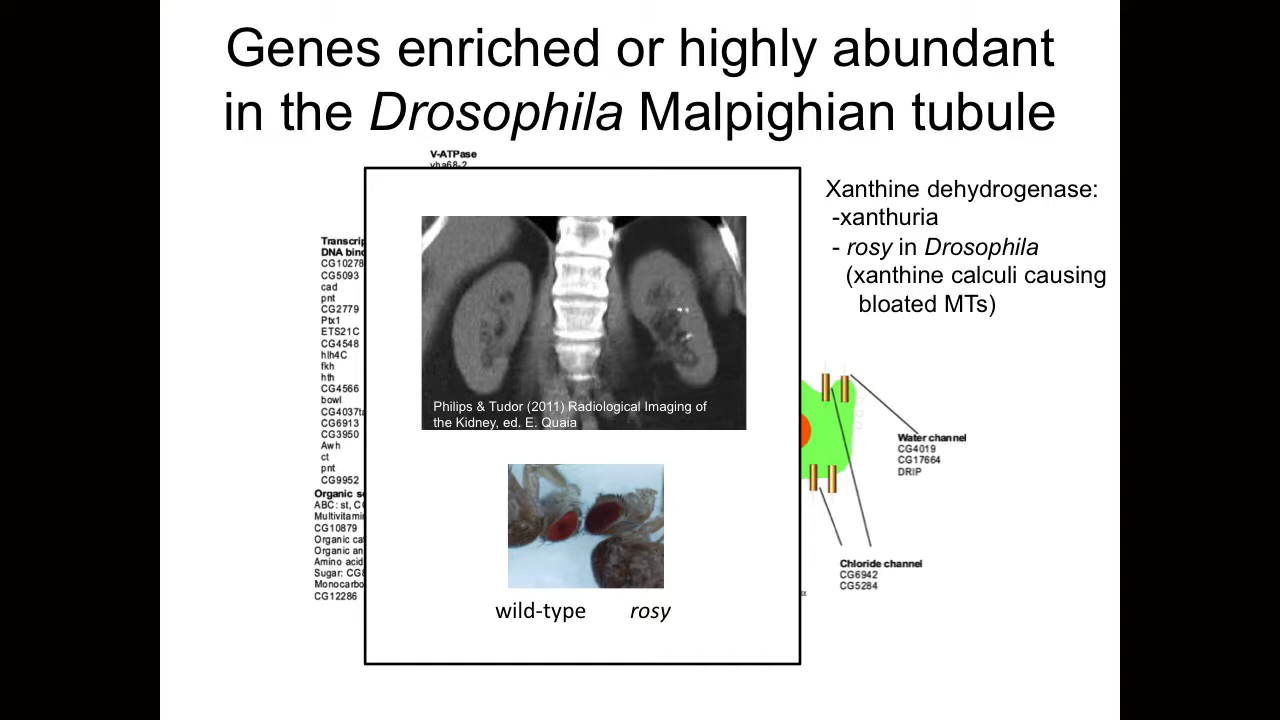 Genes enriched or highly abundant
in the Drosophila Malpighian tubule
V-ATPase
vha68-2
Xanthine dehydrogenase:
-xanthuria
- rosy in Drosophila
(xanthine calculi causing
bloated MTs)
Transcrip
DNA bind
CG10278
CG5093
cad
pnt
CG2779
Ptx1
ETS21C
CG4548
hlh4C
fkh
hth
CG4566
bowl
CG4037
CG6913
CG3950
Awh
ct
pnt
CG9952
Organic
ABC: st,
Multivitami
CG10879
Organic
Organic an
Amino acid
Sugar:
Monocarbo
CG12286
Philips & Tudor (2011) Radiological Imaging of
the Kidney, ed. E. Quaia
wild-type rosy
Water channel
CG4019
CG17664
DRIP
Chloride channel
CG6942
CG5284
α